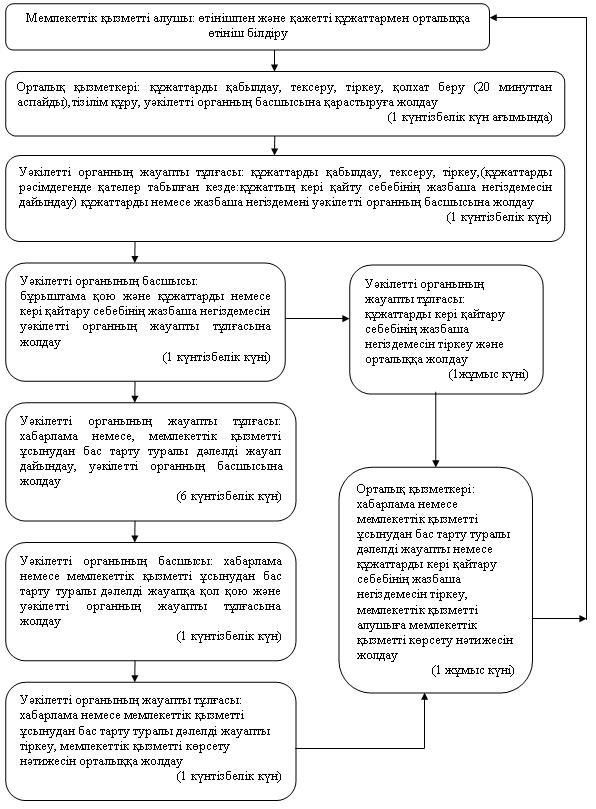 Мемлекеттік қызметті алушы: өтінішпен және қажетті құжаттармен орталыққа
өтініш білдіру
Орталық қызметкері: құжаттарды қабылдау, тексеру, тіркеу, қолхат беру (20 минуттан
аспайды),тізілім құру, уәкілетті органның басшысына қарастыруға жолдау
(1 күнтізбелік күн ағымында)
Уәкілетті органның жауапты тұлғасы: құжаттарды қабылдау, тексеру, тіркеу,(құжаттарды
рәсімдегенде қателер табылған кезде:құжаттың кері қайту себебінің жазбаша негіздемесін
дайындау) құжаттарды немесе жазбаша негіздемені уәкілетті органның басшысына жолдау
(1 күнтізбелік күн)
Уәкілетті органының басшысы:
бұрыштама қою және құжаттарды немесе
кері қайтару себебінің жазбаша негіздемесін
уәкілетті органның жауапты тұлғасына
жолдау
(1 күнтізбелік күні)
Уәкілетті органының
жауапты тұлғасы:
құжаттарды кері қайтару
себебінің жазбаша
негіздемесін тіркеу және
орталыққа жолдау
(1жұмыс күні)
Уәкілетті органының жауапты тұлғасы:
хабарлама немесе, мемлекеттік қызметті
ұсынудан бас тарту туралы дәлелді жауап
дайындау, уәкілетті органның басшысына
жолдау
(6 күнтізбелік күн)
Уәкілетті органының басшысы: хабарлама
немесе мемлекеттік қызметті ұсынудан бас
тарту туралы дәлелді жауапқа қол қою және
уәкілетті органның жауапты тұлғасына
жолдау
(1 күнтізбелік күн)
Уәкілетті органының жауапты тұлғасы:
хабарлама немесе мемлекеттік қызметті
ұсынудан бас тарту туралы дәлелді жауапты
тіркеу, мемлекеттік қызметті көрсету
нәтижесін орталыққа жолдау
(1 күнтізбелік күн)
Орталық қызметкері:
хабарлама немесе
мемлекеттік қызметті
ұсынудан бас тарту туралы
дәлелді жауапты немесе
құжаттарды кері қайтару
себебінің жазбаша
негіздемесін тіркеу,
мемлекеттік қызметті
алушыға мемлекеттік
қызметті көрсету нәтижесін
жолдау
(1 жұмыс күні)